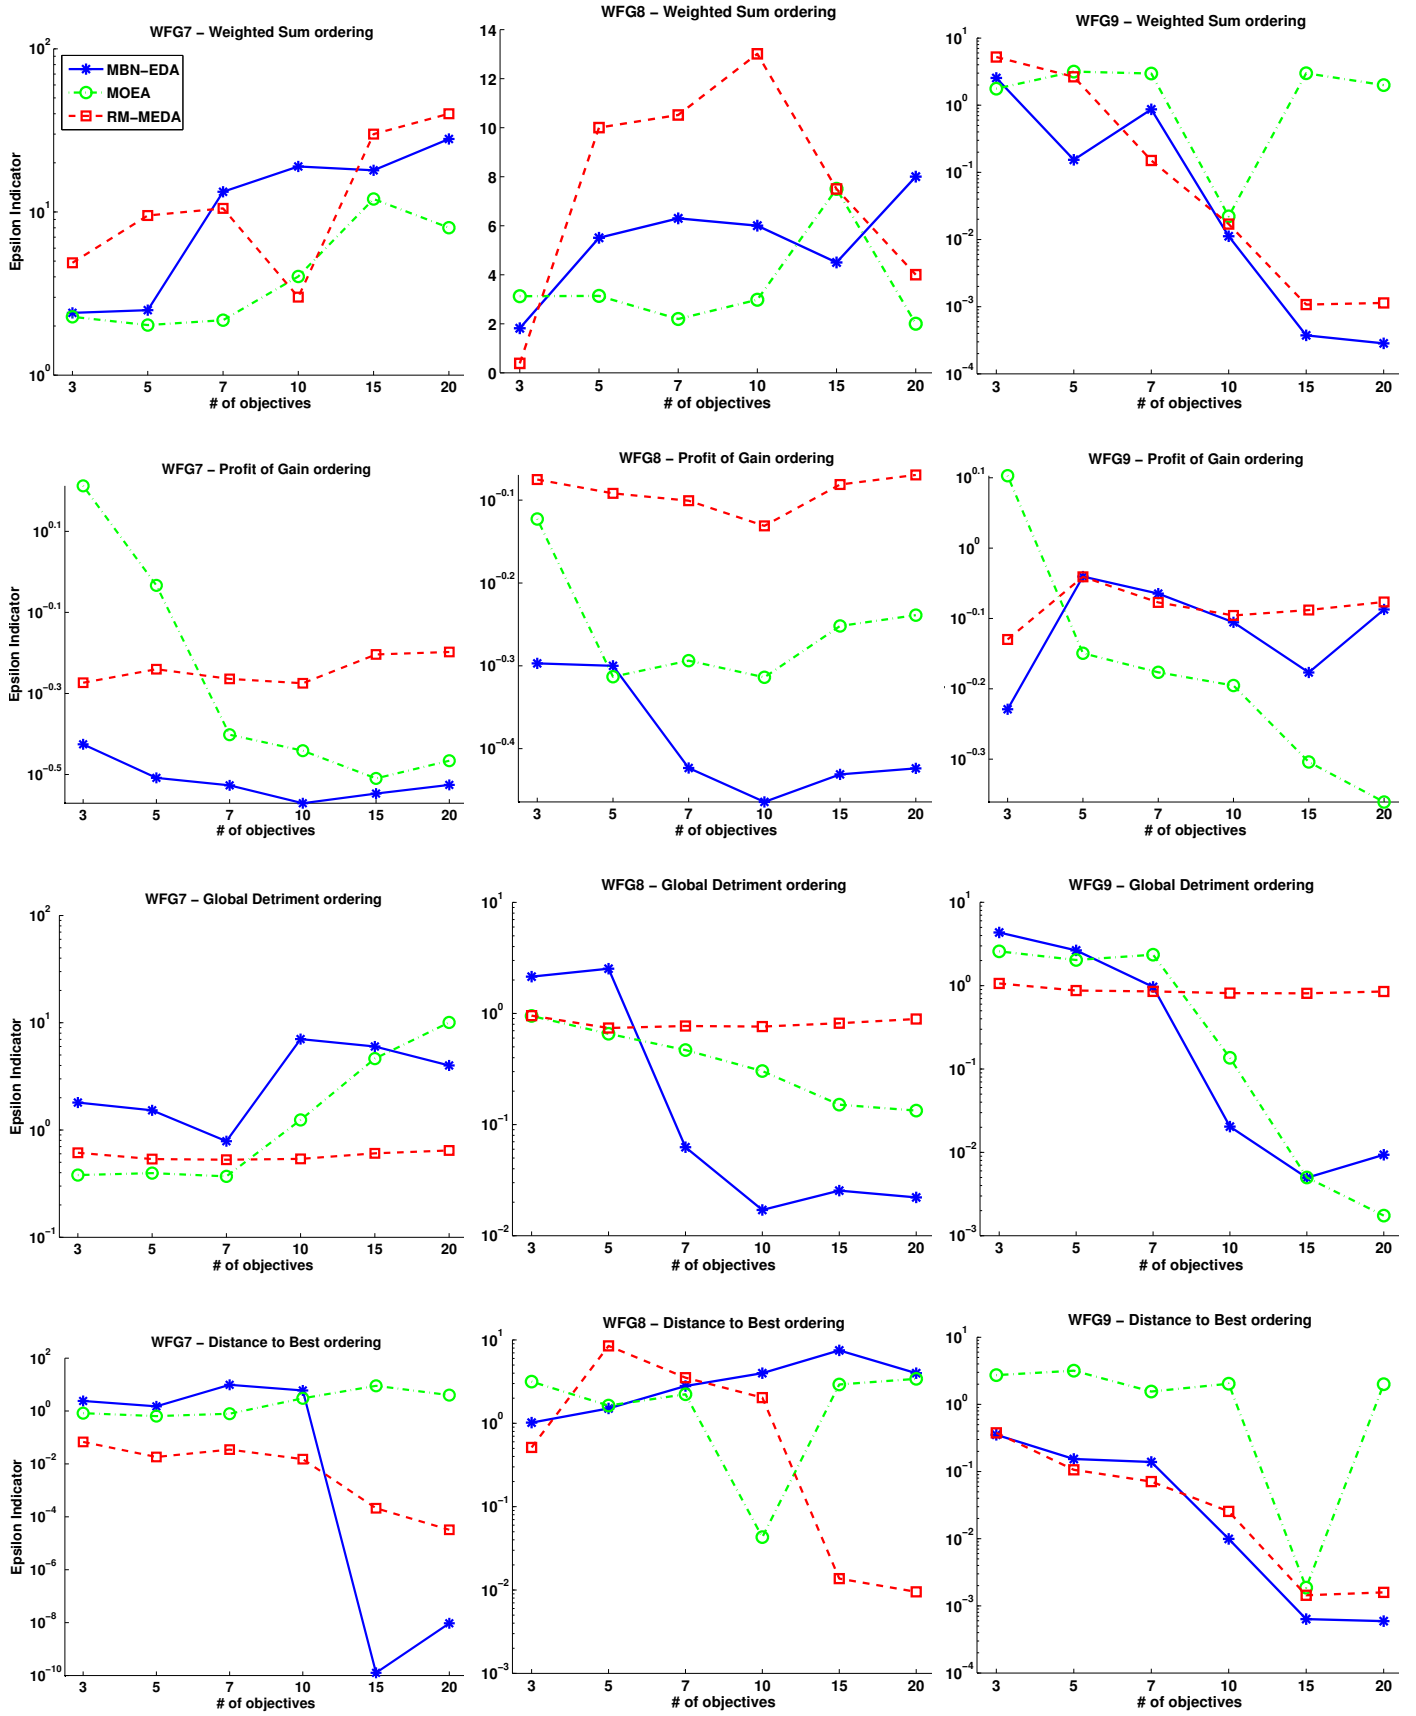 WFG7 – Weighted Sum ordering
10^2
10^1
10^0
Epsilon Indicator
MBN–EDA
MOEA
RM–MEDA
3 5 7 10 15 20
# of objectives
WFG8 – Weighted Sum ordering
14
12
10
8
6
4
2
0
3 5 7 10 15 20
# of objectives
WFG9 – Weighted Sum ordering
10^1
10^0
10^−1
10^−2
10^−3
10^−4
3 5 7 10 15 20
# of objectives
WFG7 – Profit of Gain ordering
10^0.1
10^−0.1
10^−0.3
10^−0.5
Epsilon Indicator
3 5 7 10 15 20
# of objectives
WFG8 – Profit of Gain ordering
10^−0.1
10^−0.2
10^−0.3
10^−0.4
3 5 7 10 15 20
# of objectives
WFG9 – Profit of Gain ordering
10^0.1
10^0
10^−0.1
10^−0.2
10^−0.3
3 5 7 10 15 20
# of objectives
WFG7 – Global Detriment ordering
10^2
10^1
10^0
10^−1
Epsilon Indicator
3 5 7 10 15 20
# of objectives
WFG8 – Global Detriment ordering
10^1
10^0
10^−1
10^−2
3 5 7 10 15 20
# of objectives
WFG9 – Global Detriment ordering
10^1
10^0
10^−1
10^−2
10^−3
3 5 7 10 15 20
# of objectives
WFG7 – Distance to Best ordering
10^2
10^0
10^−2
10^−4
10^−6
10^−8
10^−10
Epsilon Indicator
3 5 7 10 15 20
# of objectives
WFG8 – Distance to Best ordering
10^1
10^0
10^−1
10^−2
10^−3
3 5 7 10 15 20
# of objectives
WFG9 – Distance to Best ordering
10^1
10^0
10^−1
10^−2
10^−3
10^−4
3 5 7 10 15 20
# of objectives